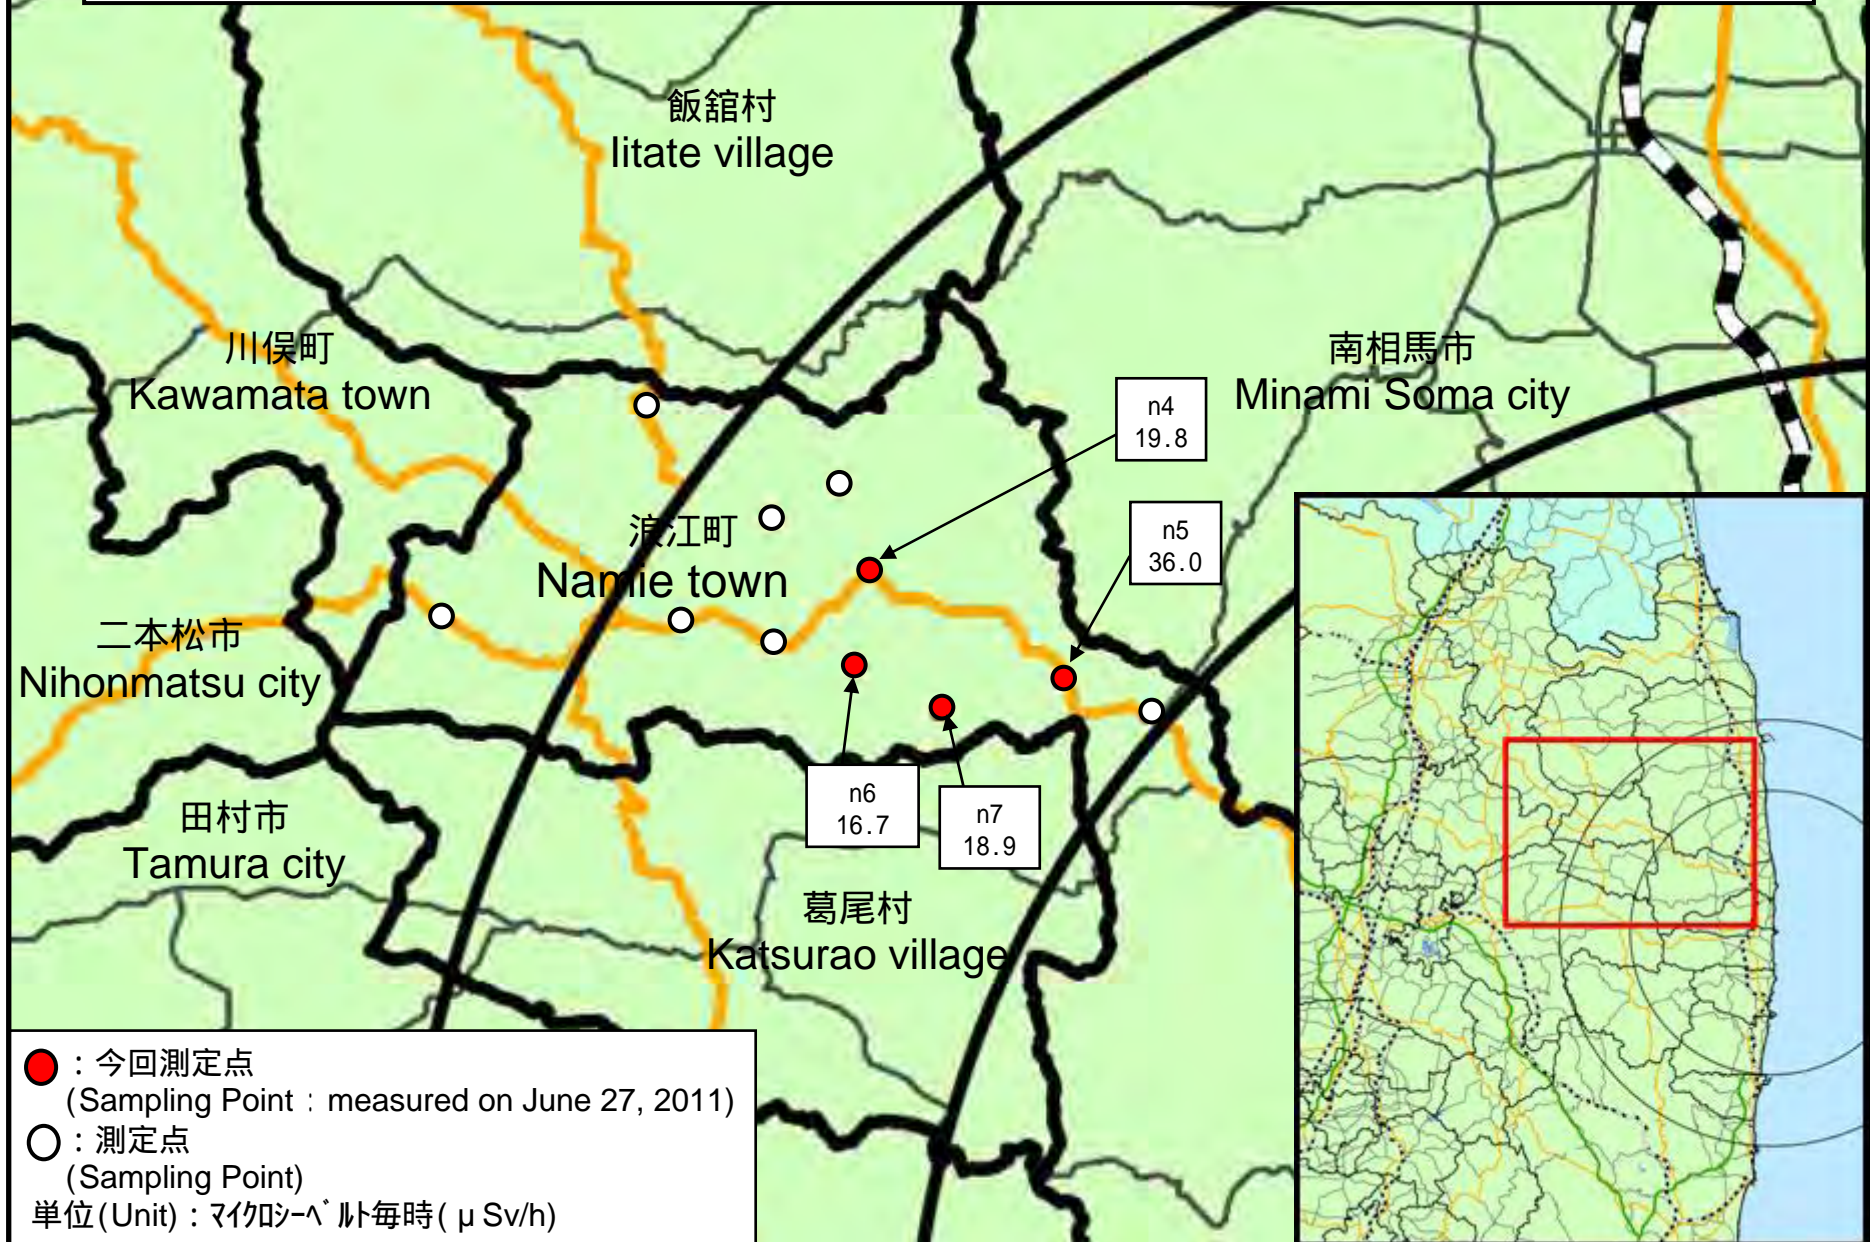 飯舘村
Iitate village
川俣町
Kawamata town
南相馬市
Minami Soma city
n4
19.8
浪江町
Namie town
n5
36.0
二本松市
Nihonmatsu city
n6
16.7
n7
18.9
田村市
Tamura city
葛尾村
Katsurao village
：今回測定点
(Sampling Point：measured on June 27, 2011)
：測定点
(Sampling Point)
単位(Unit)：ﾏｲｸﾛｼｰﾍﾞﾙﾄ毎時( μ Sv/h)